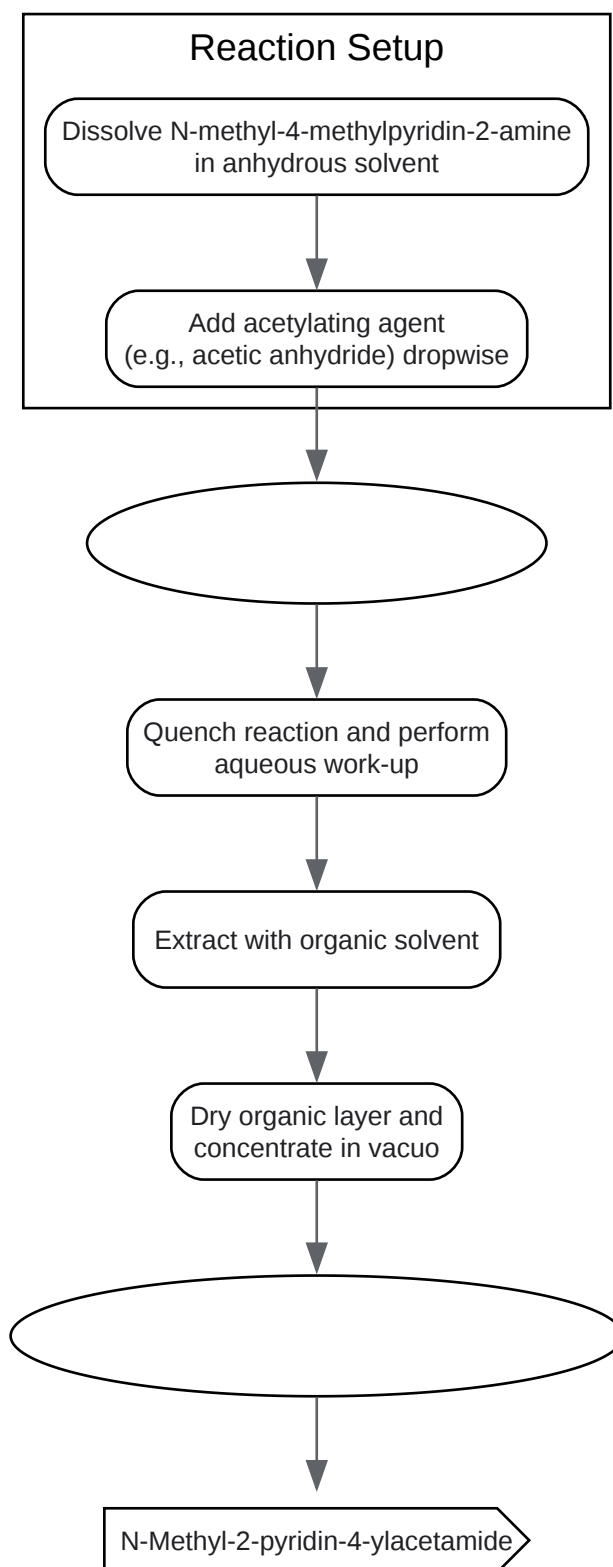 Reaction Setup
Dissolve N-methyl-4-methylpyridin-2-amine
in anhydrous solvent
Add acetylating agent
(e.g., acetic anhydride) dropwise
Quench reaction and perform
aqueous work-up
Extract with organic solvent
Dry organic layer and
concentrate in vacuo
N-Methyl-2-pyridin-4-ylacetamide